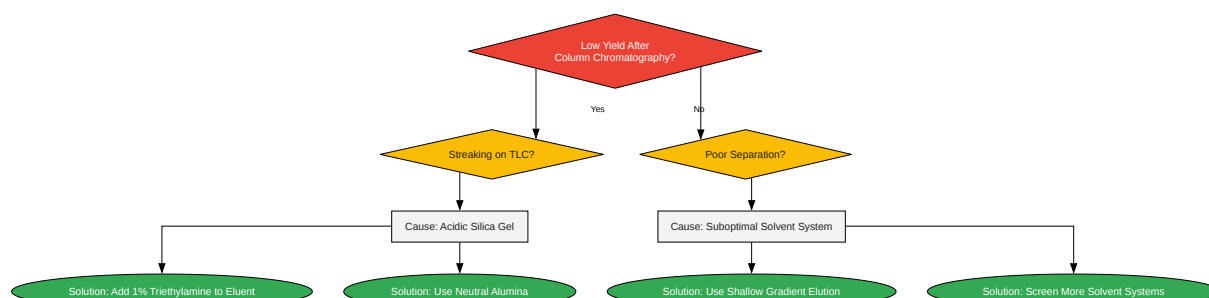 Low Yield After
Column Chromatography?
Yes
No
Streaking on TLC?
Poor Separation?
Cause: Acidic Silica Gel
Cause: Suboptimal Solvent System
Solution: Add 1% Triethylamine to Eluent
Solution: Use Neutral Alumina
Solution: Use Shallow Gradient Elution
Solution: Screen More Solvent Systems